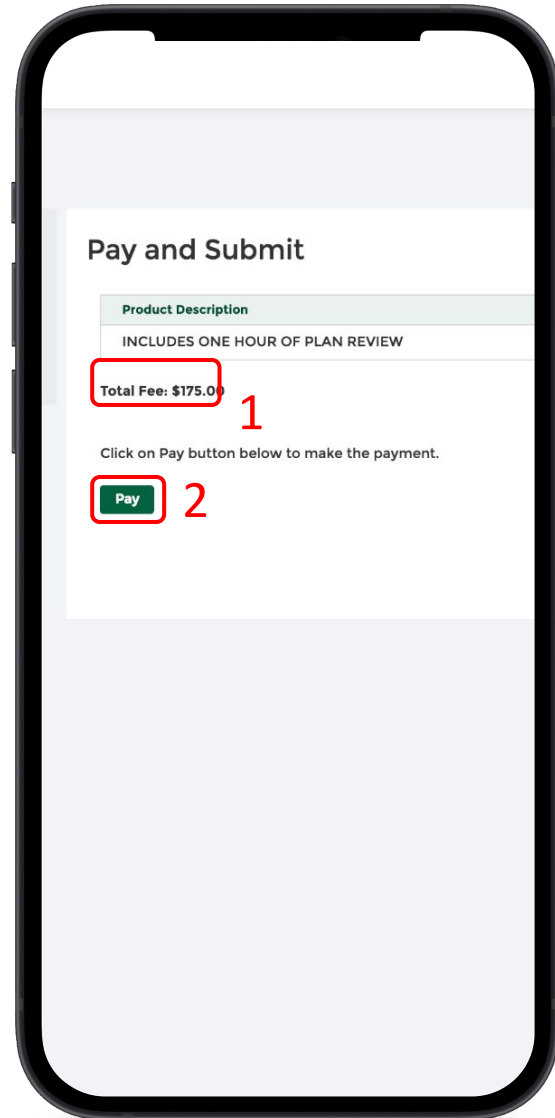 Pay and Submit
Product Description
INCLUDES ONE HOUR OF PLAN REVIEW
Total Fee: $175.00
1
Click on Pay button below to make the payment.
Pay
2